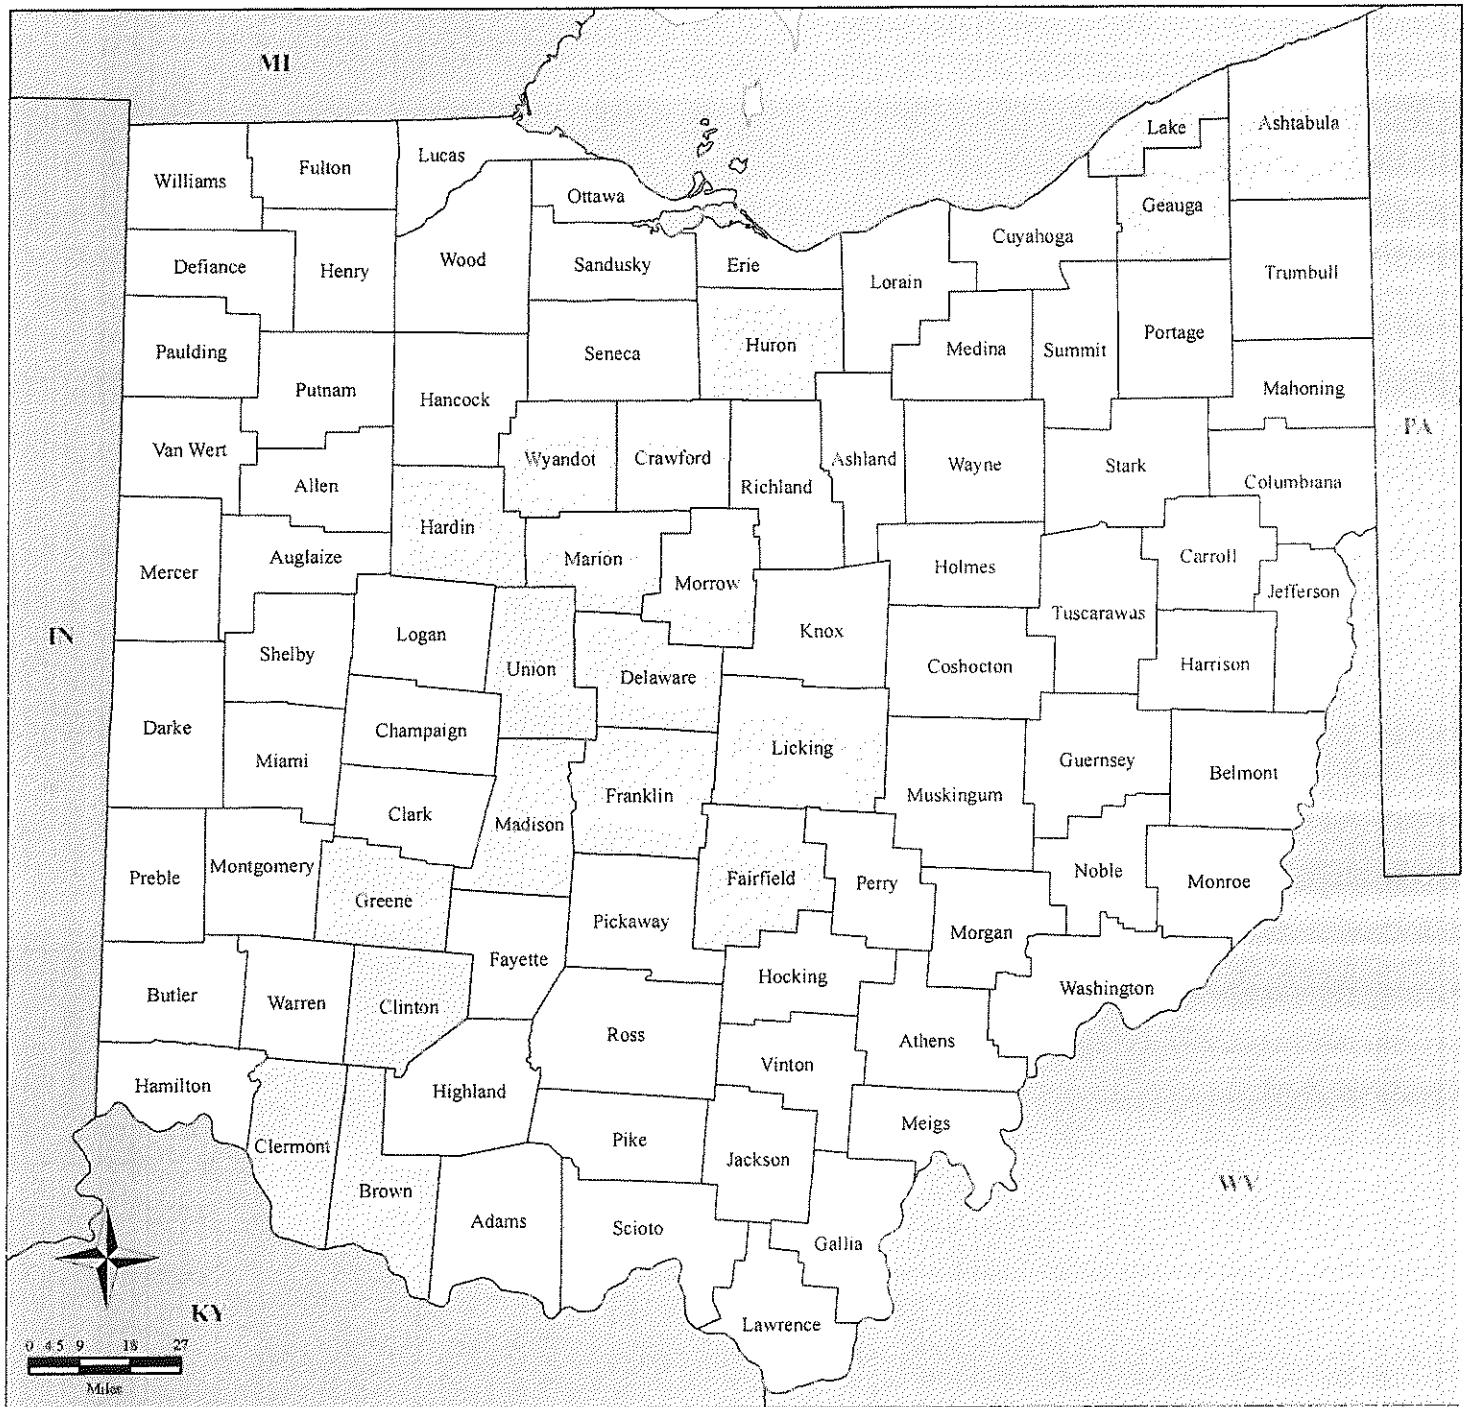 MI
Lake
Ashtabula
Williams
Fulton
Lucas
Ottawa
Geauga
Cuyahoga
Defiance
Henry
Wood
Sandusky
Erie
Lorain
Trumbull
Paulding
Seneca
Huron
Medina
Summit
Portage
Putnam
Hancock
Mahoning
PA
Van Wert
Allen
Wyandot
Crawford
Richland
Ashland
Wayne
Stark
Columbiana
Hardin
Marion
Mercer
Auglaize
Morrow
Holmes
Carroll
Jefferson
IN
Shelby
Logan
Union
Delaware
Knox
Coshocton
Tuscarawas
Harrison
Darke
Miami
Champaign
Licking
Guernsey
Belmont
Clark
Madison
Franklin
Muskingum
Preble
Montgomery
Greene
Fairfield
Perry
Noble
Monroe
Pickaway
Morgan
Fayette
Hocking
Washington
Butler
Warren
Clinton
Ross
Athens
Vinton
Hamilton
Highland
Meigs
Clermont
Pike
Jackson
WV
Brown
Adams
Scioto
Gallia
KY
Lawrence
0 4.5 9 18 27
Miles